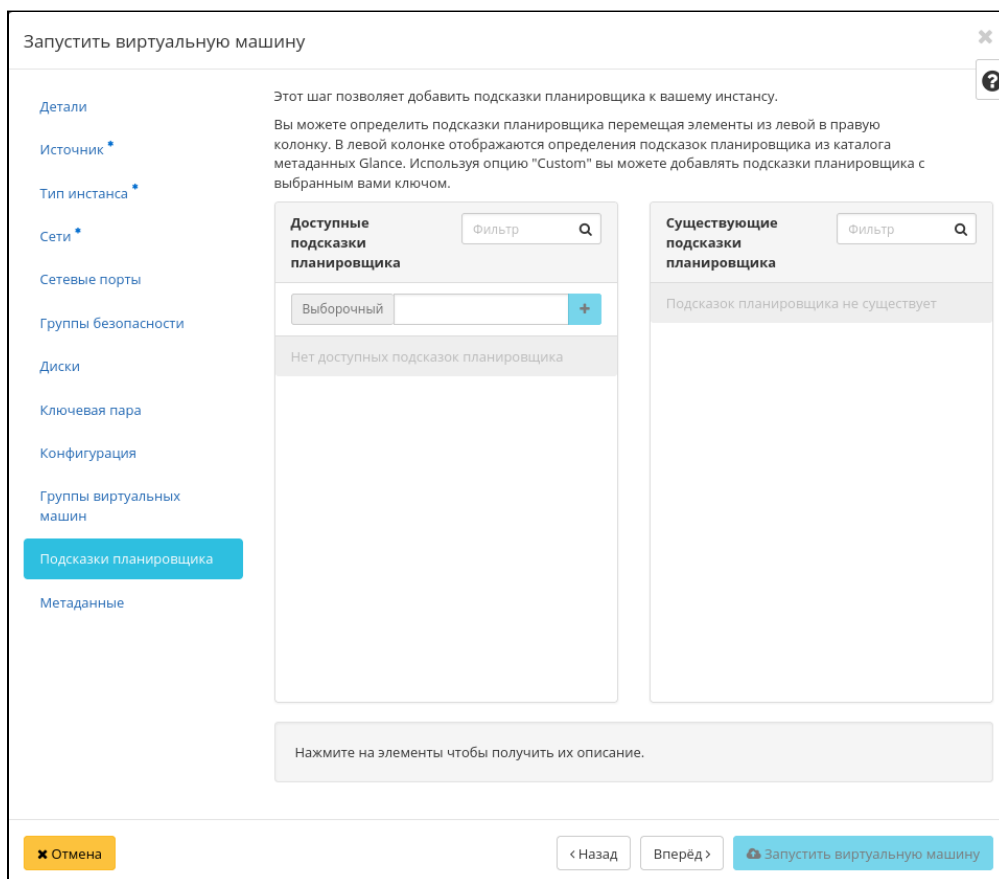 Запустить виртуальную машину
Детали
Источник *
Тип инстанса *
Сети *
Сетевые порты
Группы безопасности
Диски
Ключевая пара
Конфигурация
Группы виртуальных
машин
Подсказки планировщика
Метаданные
Этот шаг позволяет добавить подсказки планировщика к вашему инстансу.
Вы можете определить подсказки планировщика перемещая элементы из левой в правую
колонку. В левой колонке отображаются определения подсказок планировщика из каталога
метаданных Glance. Используя опцию "Custom" вы можете добавлять подсказки планировщика с
выбранным вами ключом.
Доступные
подсказки
планировщика
Фильтр
Выборочный
Нет доступных подсказок планировщика
Существующие
подсказки
планировщика
Фильтр
Подсказок планировщика не существует
Нажмите на элементы чтобы получить их описание.
Отмена
< Назад
Вперёд >
Запустить виртуальную машину